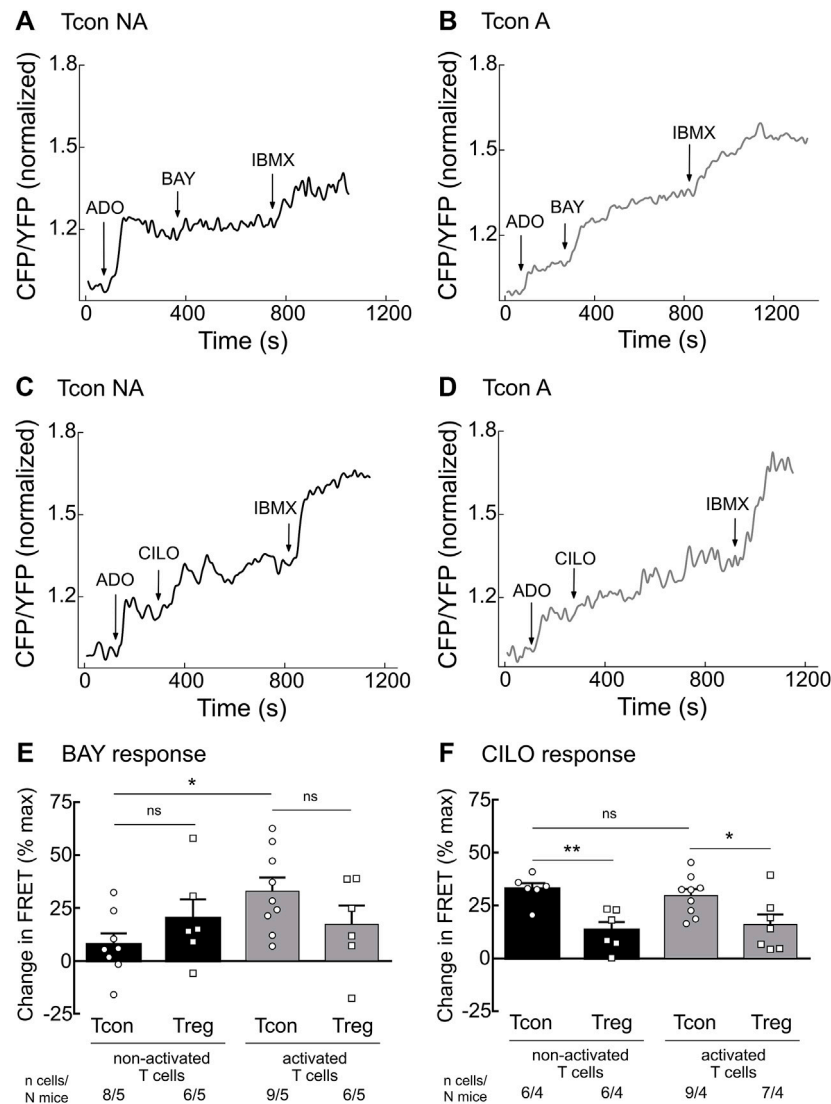 A Tcon NA
CFP/YFP (normalized)
1.8
1.5
1.2
ADO
BAY
IBMX
0 400 800 1200
Time (s)
B Tcon A
CFP/YFP (normalized)
1.8
1.5
1.2
ADO
BAY
IBMX
0 400 800 1200
Time (s)
C Tcon NA
CFP/YFP (normalized)
1.8
1.5
1.2
ADO
CILO
IBMX
0 400 800 1200
Time (s)
D Tcon A
CFP/YFP (normalized)
1.8
1.5
1.2
ADO
CILO
IBMX
0 400 800 1200
Time (s)
E BAY response
Change in FRET (% max)
75
50
25
0
-25
*
ns
ns
Tcon Treg Tcon Treg
non-activated activated
T cells T cells
n cells/
N mice 8/5 6/5 9/5 6/5
F CILO response
Change in FRET (% max)
75
50
25
0
-25
ns
**
*
Tcon Treg Tcon Treg
non-activated activated
T cells T cells
n cells/
N mice 6/4 6/4 9/4 7/4